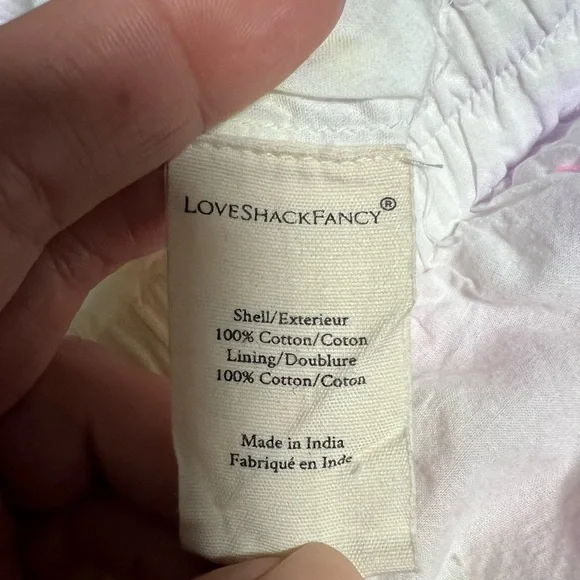 LOVESHACKFANCY®
Shell/Exterieur
100% Cotton/Coton
Lining/Doublure
100% Cotton/Coton
Made in India
Fabriqué en Inde